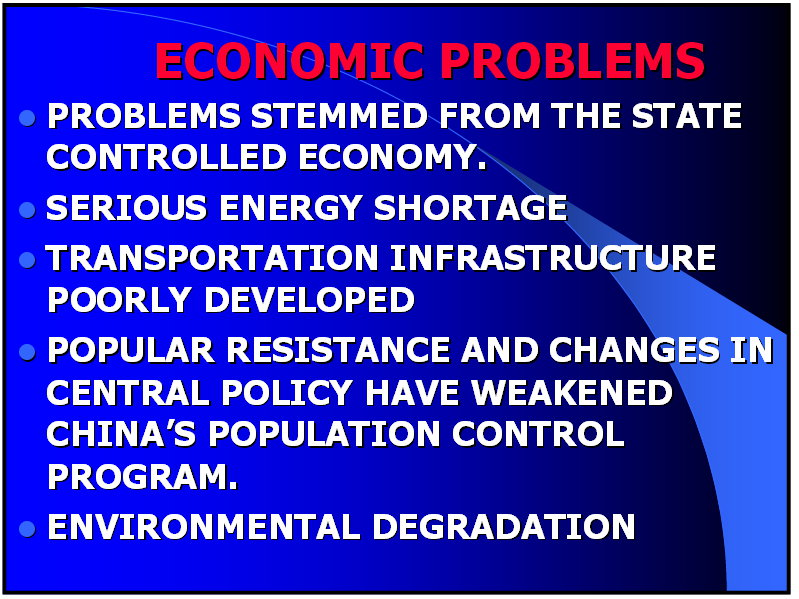 ECONOMIC PROBLEMS
PROBLEMS STEMMED FROM THE STATE
CONTROLLED ECONOMY.
SERIOUS ENERGY SHORTAGE
TRANSPORTATION INFRASTRUCTURE
POORLY DEVELOPED
POPULAR RESISTANCE AND CHANGES IN
CENTRAL POLICY HAVE WEAKENED
CHINA’S POPULATION CONTROL
PROGRAM.
ENVIRONMENTAL DEGRADATION